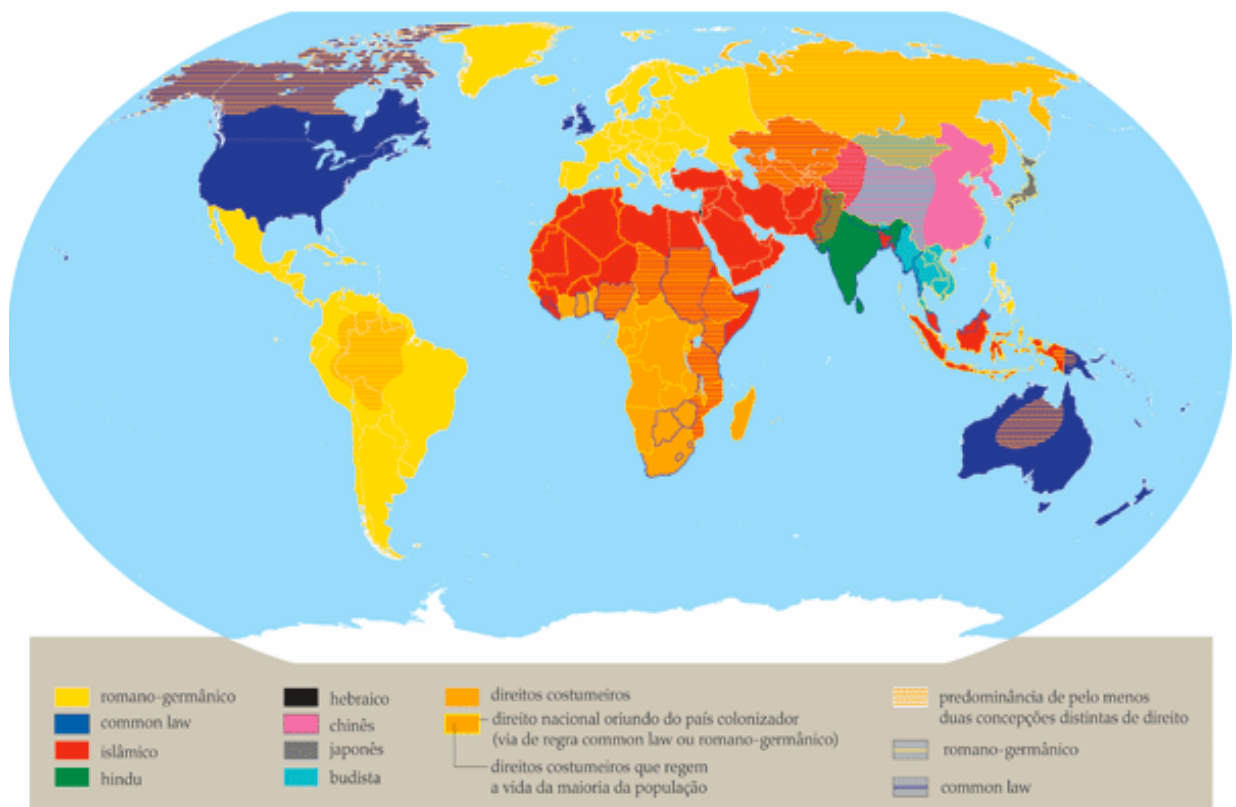 romano-germânico
common law
islâmico
hindu
hebraico
chinês
japonês
budista
direitos costumeiros
direito nacional oriundo do país colonizador
(via de regra common law ou romano-germânico)
direitos costumeiros que regem
a vida da maioria da população
predominância de pelo menos
duas concepções distintas de direito
romano-germânico
common law